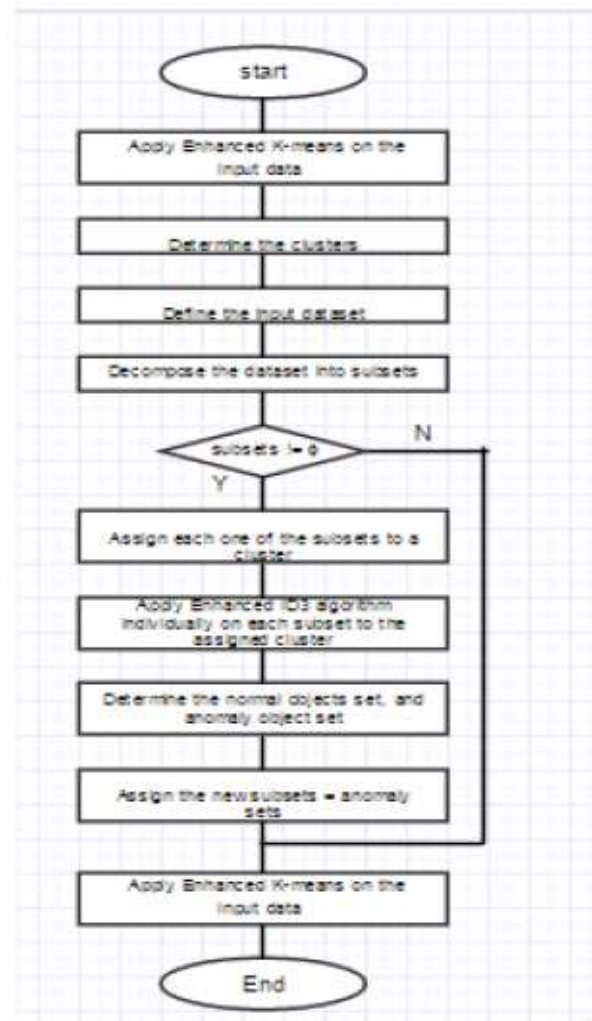 start
Apply Enhanced K-means on the
input data
Determine the clusters
Define the input dataset
Decompose the dataset into subsets
subsets != ϕ
N
Y
Assign each one of the subsets to a
cluster
Apply Enhanced ID3 algorithm
individually on each subset to the
assigned cluster
Determine the normal objects set, and
anomaly object set
Assign the new subsets = anomaly
sets
Apply Enhanced K-means on the
input data
End